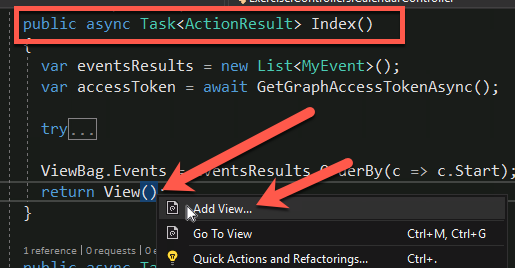 public async Task<ActionResult> Index()
{
var eventsResults = new List<MyEvent>();
var accessToken = await GetGraphAccessTokenAsync();
try...
ViewBag.Events = eventsResults.OrderBy(c => c.Start);
return View()
}
Add View...
Go To View Ctrl+M, Ctrl+G
1 reference | 0 requests | 0
Quick Actions and Refactorings... Ctrl+.
public async